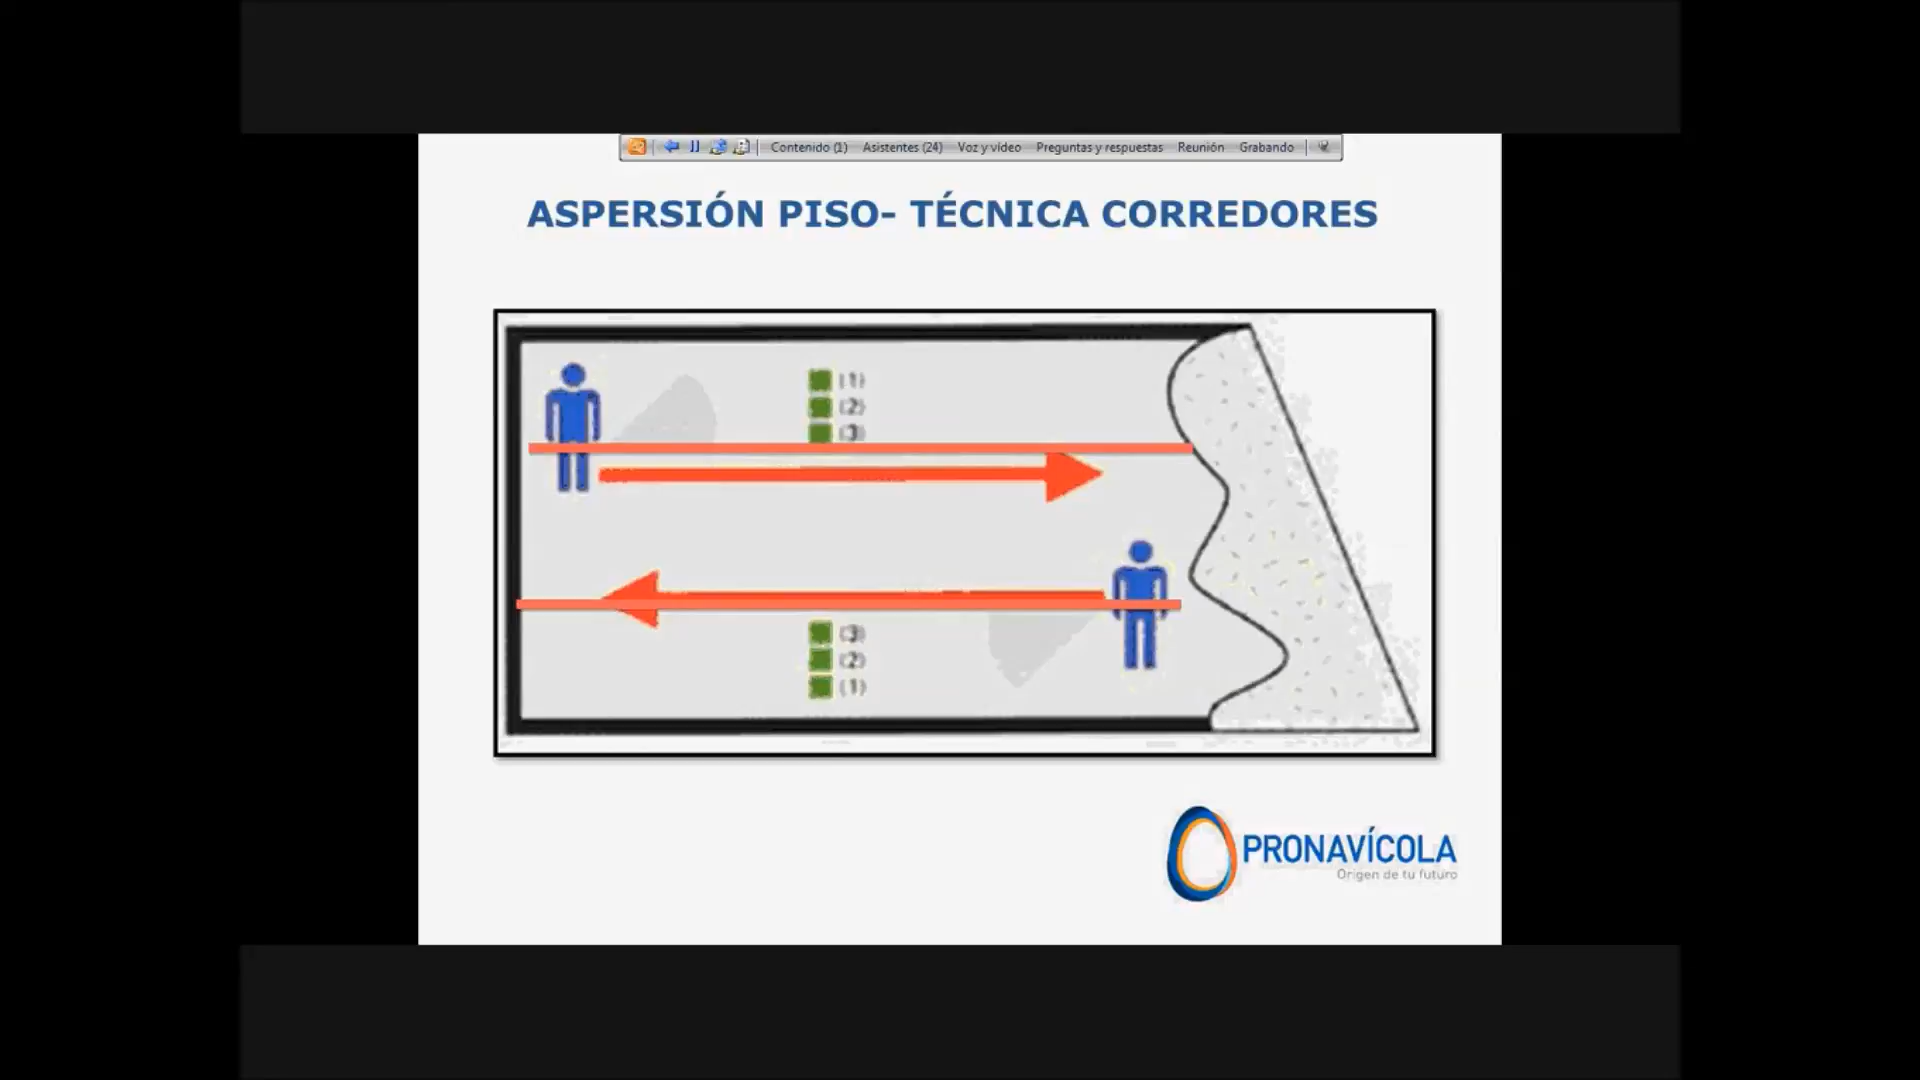 Contenido (1) Asistentes (24) Voz y vídeo Preguntas y respuestas Reunión Grabando
ASPERSIÓN PISO- TÉCNICA CORREDORES
(1)
(2)
(3)
(3)
(2)
(1)
PRONAVÍCOLA
Origen de tu futuro